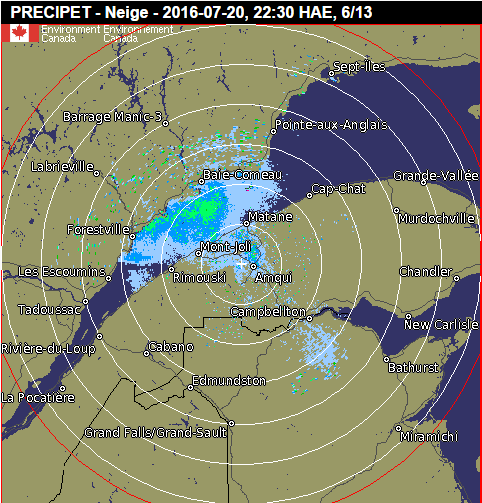 PRECIPET - Neige - 2016-07-20, 22:30 HAE, 6/13
Environment Environnement
Canada Canada
Sept-Îles
Barrage Manic-3
Pointe-aux-Anglais
Labrieville
Baie-Comeau
Grande-Vallée
Cap-Chat
Matane
Murdochville
Forestville
Mont-Joli
Les Escoumins
Rimouski
Amqui
Chandler
Tadoussac
Campbellton
New Carlisle
Rivière-du-Loup
Cabano
Bathurst
Edmundston
La Pocatière
Grand Falls/Grand-Sault
Miramichi